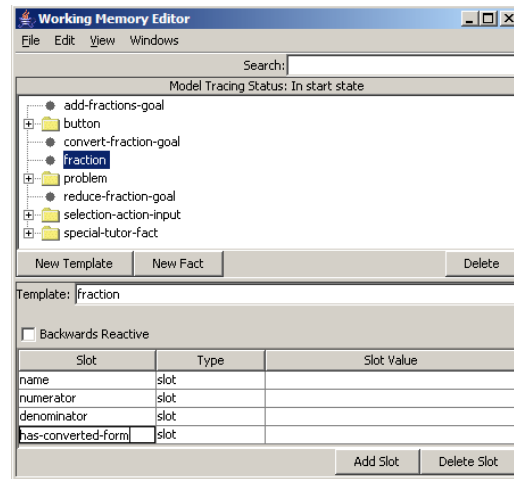 Working Memory Editor
File Edit View Windows
Search:
Model Tracing Status: In start state
add-fractions-goal
button
convert-fraction-goal
fraction
problem
reduce-fraction-goal
selection-action-input
special-tutor-fact
New Template New Fact Delete
Template: fraction
Backwards Reactive
Slot Type Slot Value
name slot
numerator slot
denominator slot
has-converted-form slot
Add Slot Delete Slot